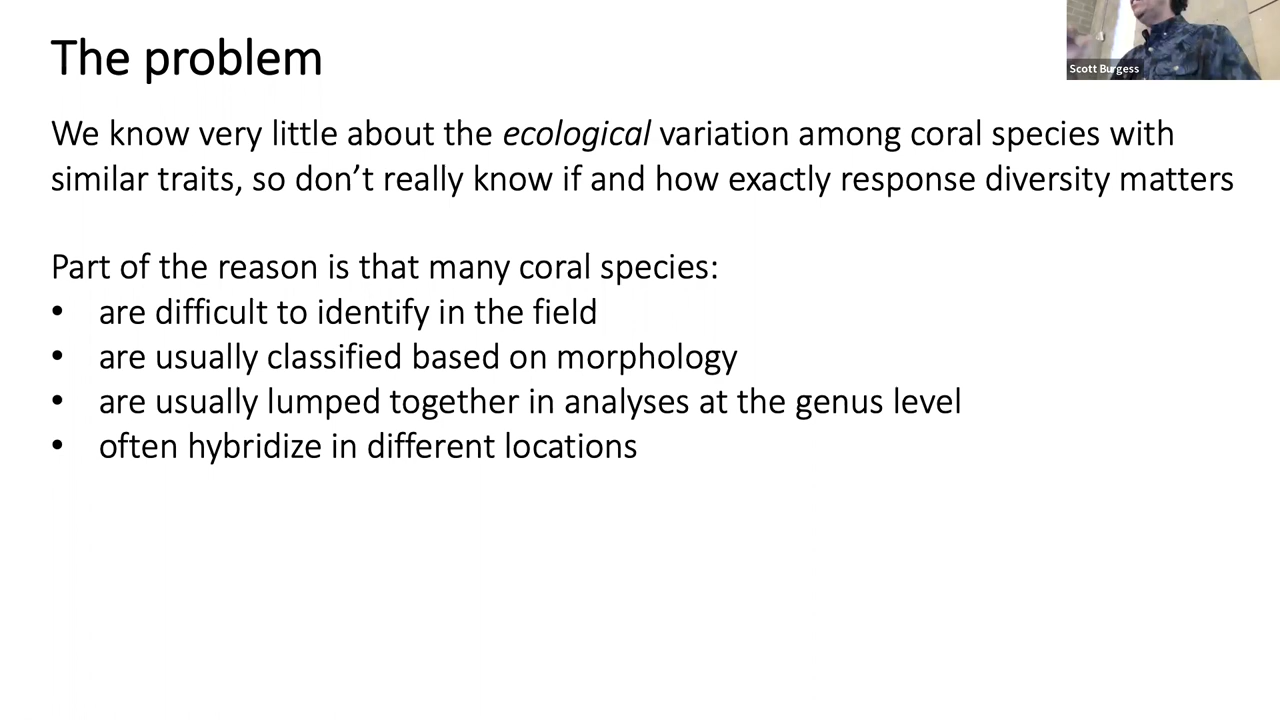 The problem
Scott Burgess
We know very little about the ecological variation among coral species with
similar traits, so don’t really know if and how exactly response diversity matters
Part of the reason is that many coral species:
• are difficult to identify in the field
• are usually classified based on morphology
• are usually lumped together in analyses at the genus level
• often hybridize in different locations